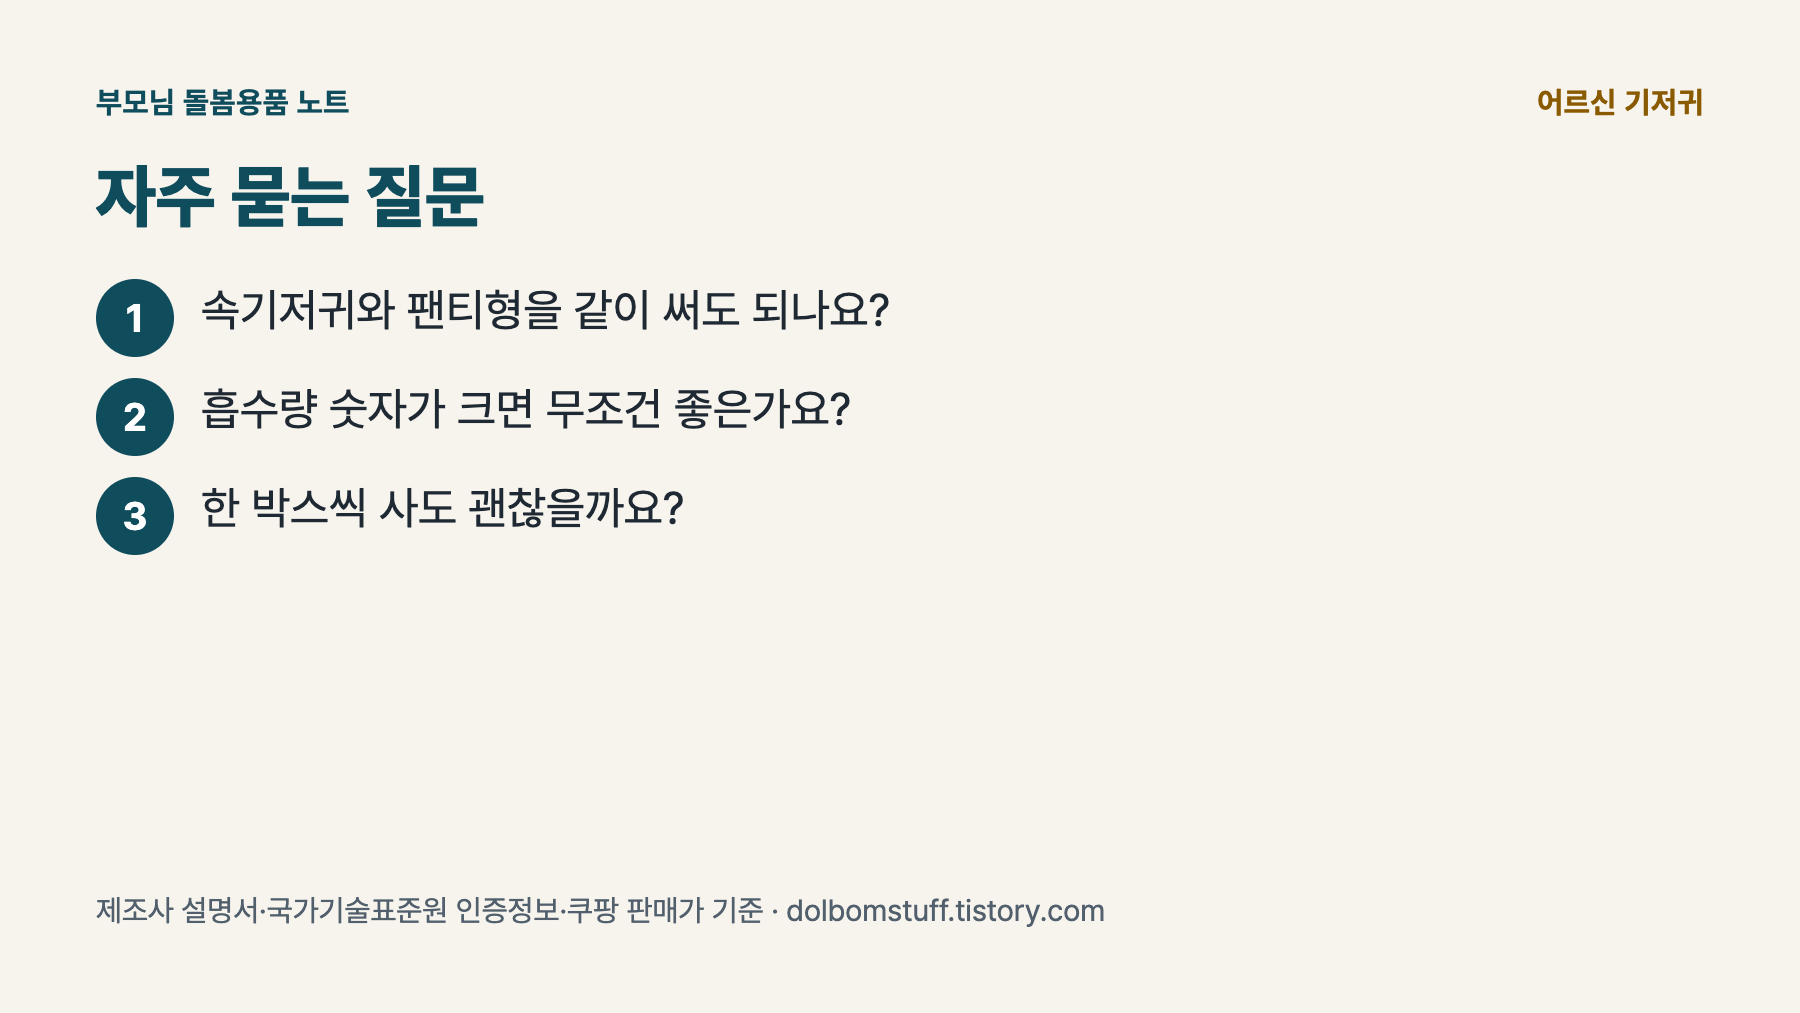 부모님 돌봄용품 노트
어르신 기저귀
자주 묻는 질문
1 속기저귀와 팬티형을 같이 써도 되나요?
2 흡수량 숫자가 크면 무조건 좋은가요?
3 한 박스씩 사도 괜찮을까요?
제조사 설명서·국가기술표준원 인증정보·쿠팡 판매가 기준 · dolbomstuff.tistory.com